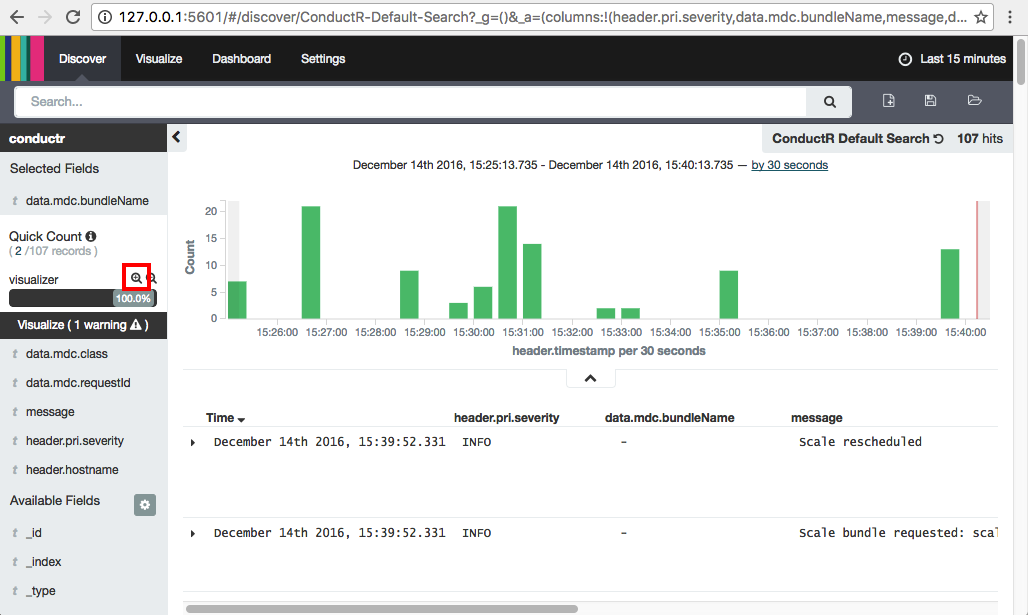 127.0.0.1:5601/#/discover/ConductR-Default-Search?_g=()&_a=(columns:!(header.pri.severity,data.mdc.bundleName,message,d...
Discover Visualize Dashboard Settings Last 15 minutes
Search...
conductr
ConductR Default Search 107 hits
Selected Fields
t data.mdc.bundleName
Quick Count
( 2 /107 records )
visualizer
100.0%
Visualize ( 1 warning )
t data.mdc.class
t data.mdc.requestId
t message
t header.pri.severity
t header.hostname
Available Fields
t _id
t _index
t _type
December 14th 2016, 15:25:13.735 - December 14th 2016, 15:40:13.735 — by 30 seconds
Count
20
15
10
5
0
15:26:00 15:27:00 15:28:00 15:29:00 15:30:00 15:31:00 15:32:00 15:33:00 15:34:00 15:35:00 15:36:00 15:37:00 15:38:00 15:39:00 15:40:00
header.timestamp per 30 seconds
Time header.pri.severity data.mdc.bundleName message
December 14th 2016, 15:39:52.331 INFO - Scale rescheduled
December 14th 2016, 15:39:52.331 INFO - Scale bundle requested: scal